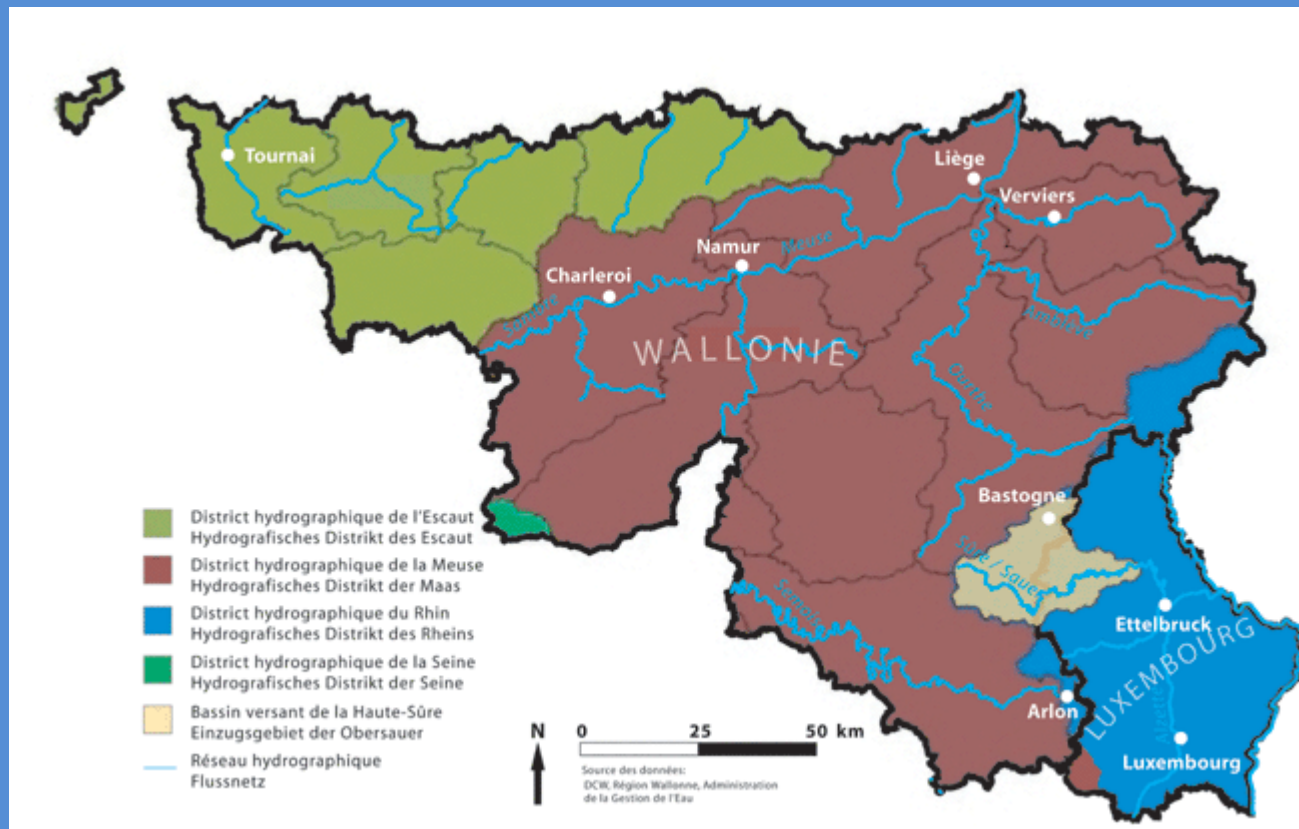 Tournai
Liège
Verviers
Namur
Meuse
Charleroi
Sambre
Amblève
WALLONIE
Ourthe
Bastogne
Sûre / Sauer
Ettelbruck
Semois
LUXEMBOURG
Arlon
Alzette
Luxembourg
District hydrographique de l'Escaut
Hydrografisches Distrikt des Escaut
District hydrographique de la Meuse
Hydrografisches Distrikt der Maas
District hydrographique du Rhin
Hydrografisches Distrikt des Rheins
District hydrographique de la Seine
Hydrografisches Distrikt der Seine
Bassin versant de la Haute-Sûre
Einzugsgebiet der Obersauer
Réseau hydrographique
Flussnetz
N
0 25 50 km
Source des données:
DCW, Région Wallonne, Administration
de la Gestion de l'Eau